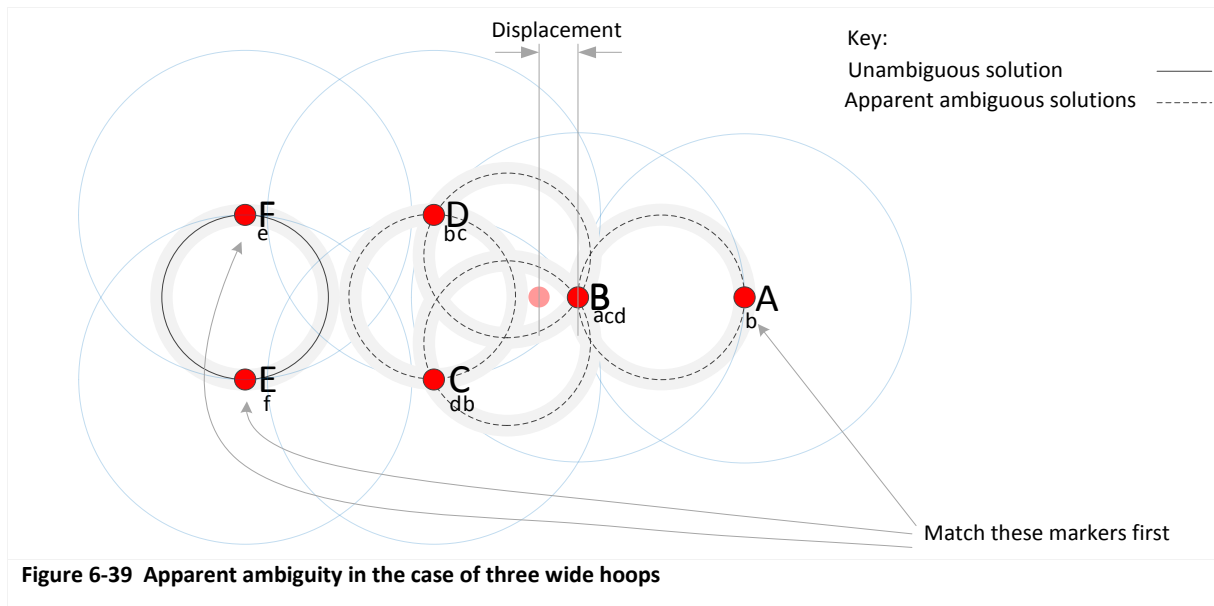 Displacement
Key:
Unambiguous solution
Apparent ambiguous solutions
F
e
D
bc
B
acd
A
b
E
f
C
db
Match these markers first
Figure 6-39 Apparent ambiguity in the case of three wide hoops